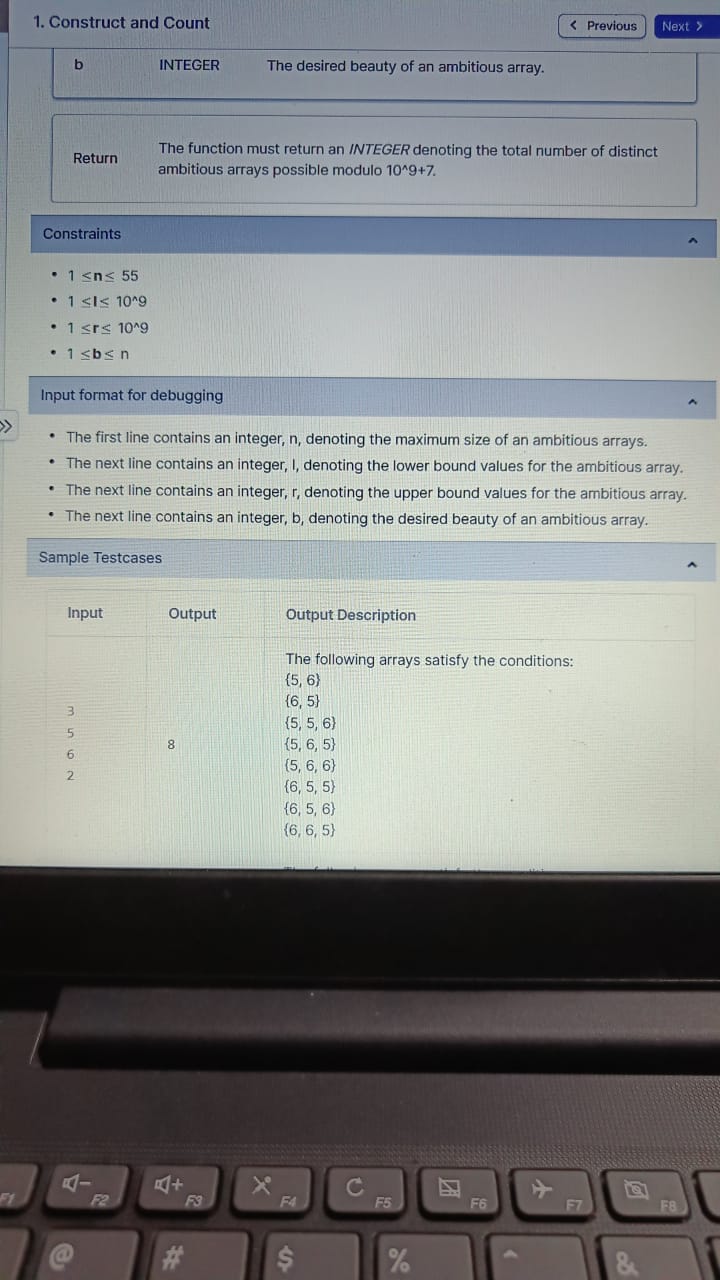 1. Construct and Count
Previous
Next
b INTEGER The desired beauty of an ambitious array.
Return The function must return an INTEGER denoting the total number of distinct
ambitious arrays possible modulo 10^9+7.
Constraints
• 1 ≤n≤ 55
• 1 ≤l≤ 10^9
• 1 ≤r≤ 10^9
• 1 ≤b≤ n
Input format for debugging
• The first line contains an integer, n, denoting the maximum size of an ambitious arrays.
• The next line contains an integer, l, denoting the lower bound values for the ambitious array.
• The next line contains an integer, r, denoting the upper bound values for the ambitious array.
• The next line contains an integer, b, denoting the desired beauty of an ambitious array.
Sample Testcases
Input Output Output Description
The following arrays satisfy the conditions:
{5, 6}
{6, 5}
3 {5, 5, 6}
5 8 {5, 6, 5}
6 {5, 6, 6}
2 {6, 5, 5}
{6, 5, 6}
{6, 6, 5}
F1 F2 F3 F4 F5 F6 F7 F8
@ # $ % ^ &